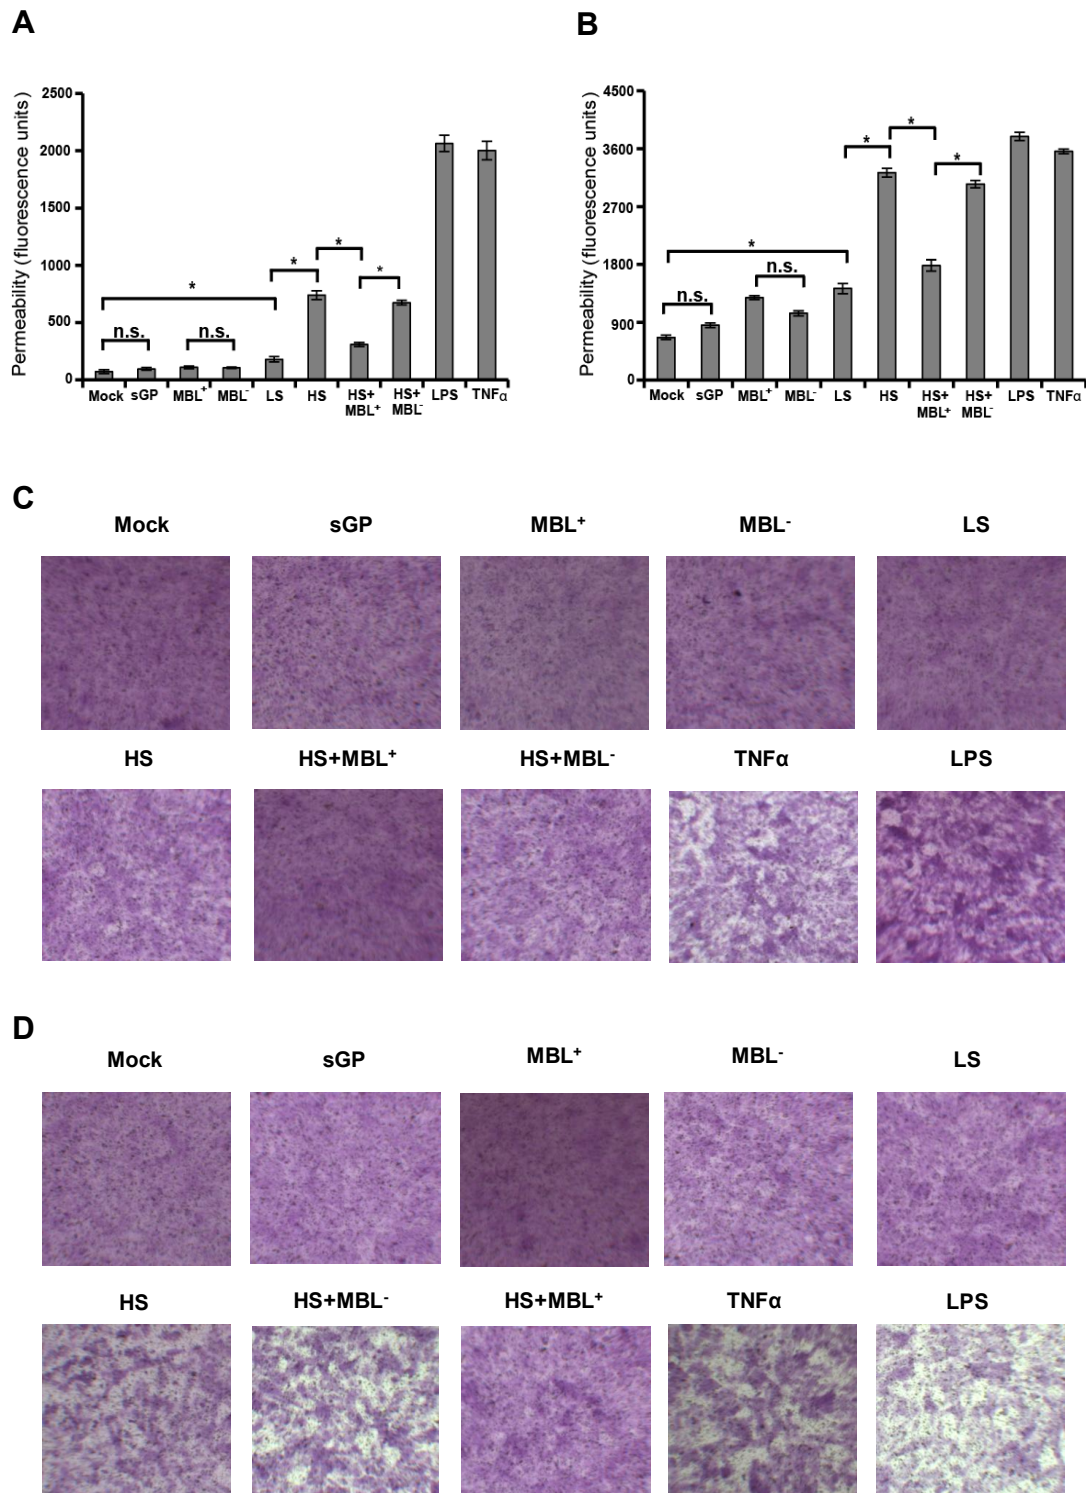 A
B
Permeability (fluorescence units)
2500
2000
1500
1000
500
0
n.s.
*
n.s.
*
*
*
Mock sGP MBL⁺ MBL⁻ LS HS HS+ MBL⁺ HS+ MBL⁻ LPS TNFα
Permeability (fluorescence units)
4500
3600
2700
1800
900
0
n.s.
*
n.s.
*
*
*
Mock sGP MBL⁺ MBL⁻ LS HS HS+ MBL⁺ HS+ MBL⁻ LPS TNFα
C
Mock sGP MBL⁺ MBL⁻ LS
HS HS+MBL⁺ HS+MBL⁻ TNFα LPS
D
Mock sGP MBL⁺ MBL⁻ LS
HS HS+MBL⁻ HS+MBL⁺ TNFα LPS